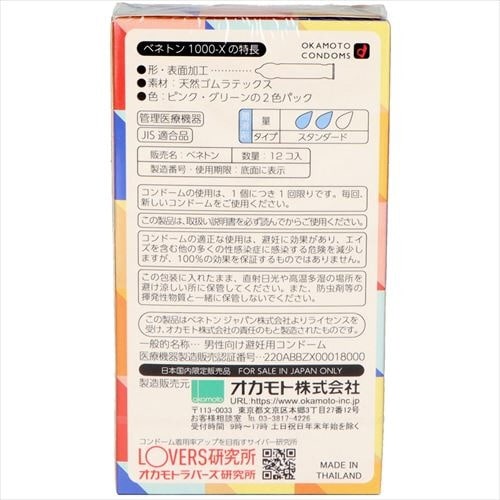 ベネトン 1000-Xの特長
OKAMOTO
CONDOMS
●形・表面加工
●素材：天然ゴムラテックス
●色：ピンク・グリーンの2色パック
管理医療機器
JIS適合品
潤滑剤
量
タイプ
スタンダード
販売名：ベネトン
数量：12コ入
製造番号・使用期限：底面に表示
コンドームの使用は、1個につき1回限りです。毎回、
新しいコンドームをご使用ください。
この製品は、取扱い説明書を必ず読んでからご使用ください。
コンドームの適正な使用は、避妊に効果があり、エイ
ズを含む他の多くの性感染症に感染する危険を減少し
ますが、100％の効果を保証するものではありません。
この包装に入れたまま、直射日光や高温多湿の場所を
避け涼しい所に保管してください。また、防虫剤等の
揮発性物質と一緒に保管しないでください。
この製品はベネトン ジャパン株式会社よりライセンスを
受け、オカモト株式会社の責任のもと製造されたものです。
一般的名称…男性向け避妊用コンドーム
医療機器製造販売認証番号…220ABBZX00018000
日本国内限定販売品 FOR SALE IN JAPAN ONLY
製造販売元
okamoto
オカモト株式会社
URL:https://www.okamoto-inc.jp
〒113-0033 東京都文京区本郷3丁目27番12号
お客様相談室 Tel. 03-3817-4226
受付時間 9時〜17時 土日祝日年末年始を除く
コンドーム着用率アップを目指すサイバー研究所
LOVERS研究所
オカモトラバーズ研究所
MADE IN
THAILAND